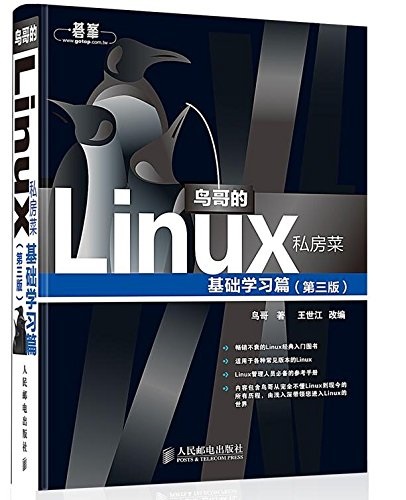 碁峯
www.gotop.com.tw
鸟哥的
Linux
私房菜
基础学习篇（第三版）
鸟哥 著 王世江 改编
畅销不衰的Linux经典入门图书
适用于各种常见版本的Linux
Linux管理人员必备的参考手册
内容包含鸟哥从完全不懂Linux到现今的
所有历程，由浅入深带领您进入Linux的
世界
人民邮电出版社
POSTS & TELECOM PRESS
鸟哥的
Linux
私房菜
基础学习篇
（第三版）
人民邮电出版社